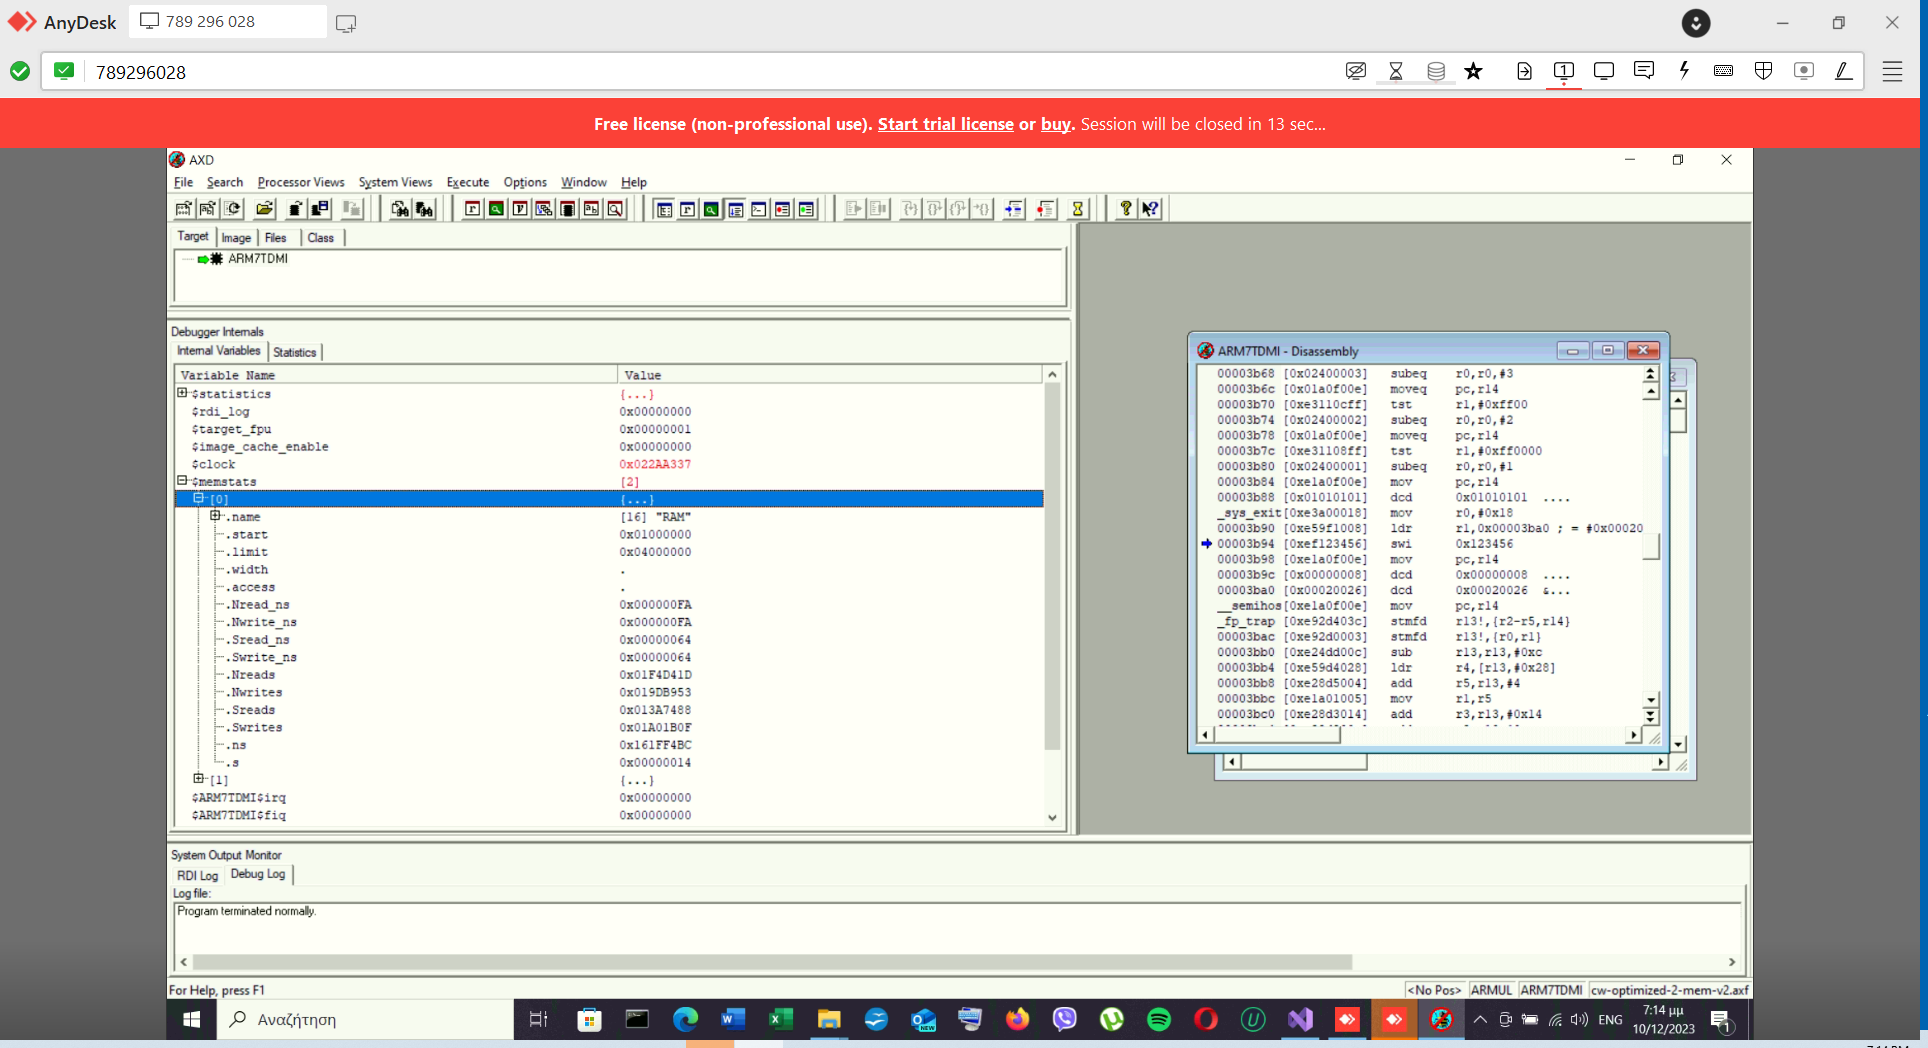 AnyDesk
789 296 028
789296028
1
Free license (non-professional use). Start trial license or buy. Session will be closed in 13 sec...
AXD
File Search Processor Views System Views Execute Options Window Help
Target Image Files Class
ARM7TDMI
Debugger Internals
Internal Variables Statistics
Variable Name Value
$statistics {...}
$rdi_log 0x00000000
$target_fpu 0x00000001
$image_cache_enable 0x00000000
$clock 0x022AA337
$memstats [2]
[0] {...}
.name [16] "RAM"
.start 0x01000000
.limit 0x04000000
.width .
.access .
.Nread_ns 0x000000FA
.Nwrite_ns 0x000000FA
.Sread_ns 0x00000064
.Swrite_ns 0x00000064
.Nreads 0x01F4D41D
.Nwrites 0x019DB953
.Sreads 0x013A7488
.Swrites 0x01A01B0F
.ns 0x161FF4BC
.s 0x00000014
[1] {...}
$ARM7TDMI$irq 0x00000000
$ARM7TDMI$fiq 0x00000000
ARM7TDMI - Disassembly
00003b68 [0x02400003] subeq r0,r0,#3
00003b6c [0x01a0f00e] moveq pc,r14
00003b70 [0xe3110cff] tst r1,#0xff00
00003b74 [0x02400002] subeq r0,r0,#2
00003b78 [0x01a0f00e] moveq pc,r14
00003b7c [0xe31108ff] tst r1,#0xff0000
00003b80 [0x02400001] subeq r0,r0,#1
00003b84 [0xe1a0f00e] mov pc,r14
00003b88 [0x01010101] dcd 0x01010101 ....
_sys_exit[0xe3a00018] mov r0,#0x18
00003b90 [0xe59f1008] ldr r1,0x00003ba0 ; = #0x00020
00003b94 [0xef123456] swi 0x123456
00003b98 [0xe1a0f00e] mov pc,r14
00003b9c [0x00000008] dcd 0x00000008 ....
00003ba0 [0x00020026] dcd 0x00020026 &...
__semihos[0xe1a0f00e] mov pc,r14
_fp_trap [0xe92d403c] stmfd r13!,{r2-r5,r14}
00003bac [0xe92d0003] stmfd r13!,{r0,r1}
00003bb0 [0xe24dd00c] sub r13,r13,#0xc
00003bb4 [0xe59d4028] ldr r4,[r13,#0x28]
00003bb8 [0xe28d5004] add r5,r13,#4
00003bbc [0xe1a01005] mov r1,r5
00003bc0 [0xe28d3014] add r3,r13,#0x14
System Output Monitor
RDI Log Debug Log
Log file:
Program terminated normally.
For Help, press F1
<No Pos> ARMUL ARM7TDMI cw-optimized-2-mem-v2.axf
Αναζήτηση
ENG
7:14 μμ
10/12/2023
1